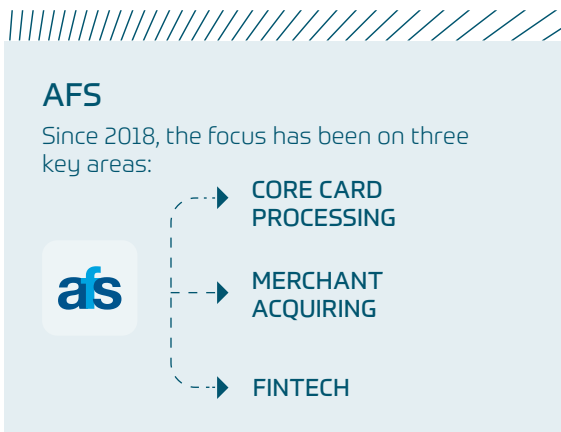 AFS
Since 2018, the focus has been on three
key areas:
CORE CARD
PROCESSING
afs
MERCHANT
ACQUIRING
FINTECH